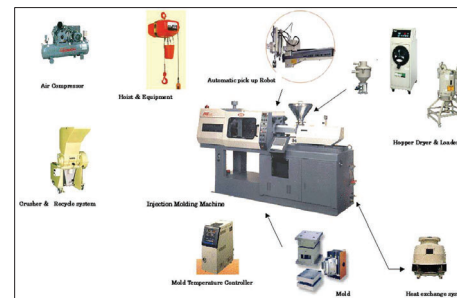 Air Compressor
Hoist & Equipment
Automatic pick up Robot
Hopper Dryer & Loade
Crusher & Recycle system
Injection Molding Machine
Mold Temperature Controller
Mold
Heat exchange sys